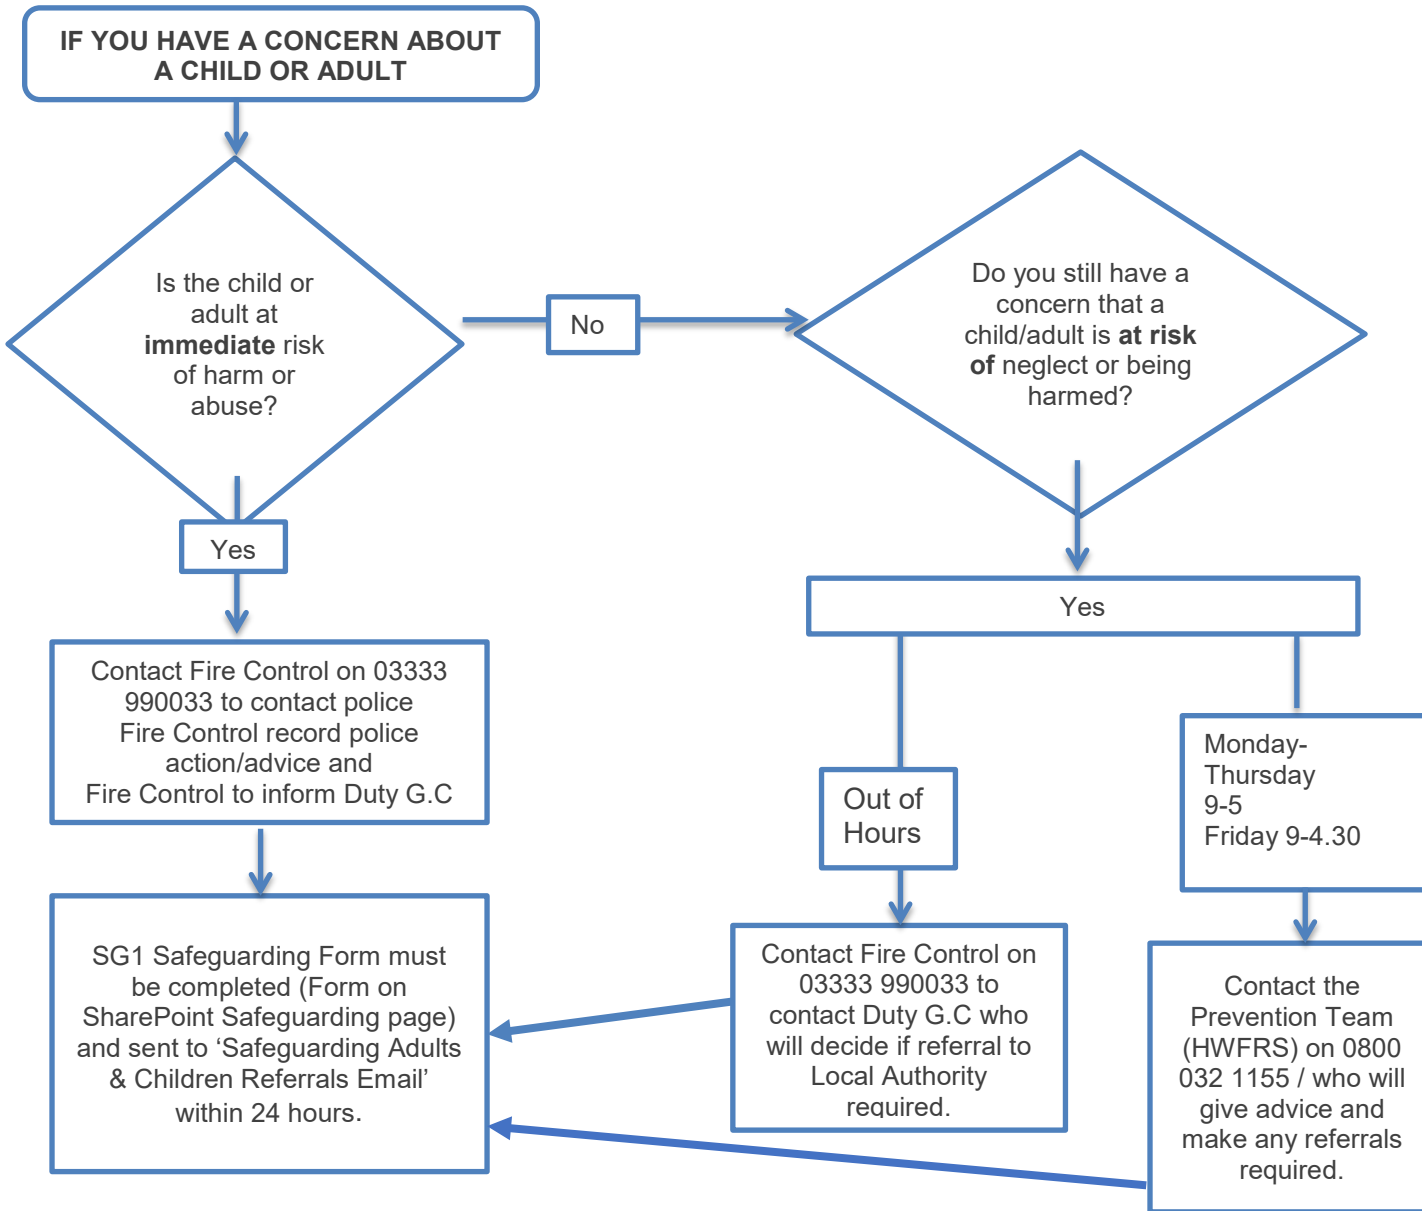 IF YOU HAVE A CONCERN ABOUT
A CHILD OR ADULT
Is the child or
adult at
immediate risk
of harm or
abuse?
No
Do you still have a
concern that a
child/adult is at risk
of neglect or being
harmed?
Yes
Yes
Contact Fire Control on 03333
990033 to contact police
Fire Control record police
action/advice and
Fire Control to inform Duty G.C
Out of
Hours
Monday-
Thursday
9-5
Friday 9-4.30
SG1 Safeguarding Form must
be completed (Form on
SharePoint Safeguarding page)
and sent to ‘Safeguarding Adults
& Children Referrals Email’
within 24 hours.
Contact Fire Control on
03333 990033 to
contact Duty G.C who
will decide if referral to
Local Authority
required.
Contact the
Prevention Team
(HWFRS) on 0800
032 1155 / who will
give advice and
make any referrals
required.